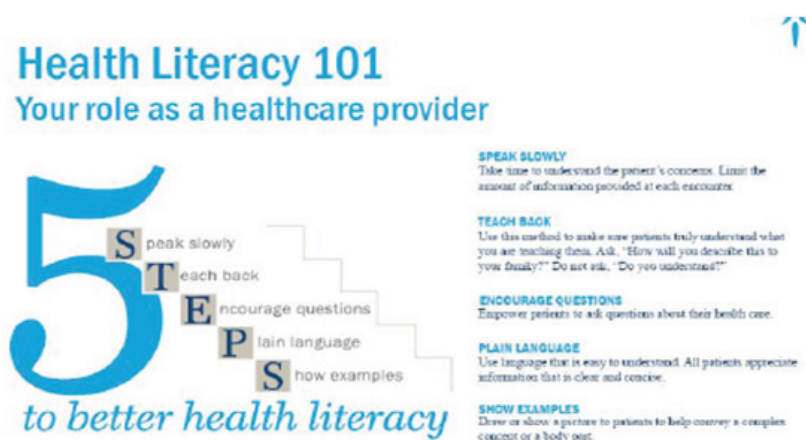 Health Literacy 101
Your role as a healthcare provider
5
Speak slowly
Teach back
Encourage questions
Plain language
Show examples
to better health literacy
SPEAK SLOWLY
Take time to understand the patient's concerns. Limit the
amount of information provided at each encounter
TEACH BACK
Use this method to make sure patients truly understand what
you are teaching them. Ask, "How will you describe this to
your family?" Do not ask, "Do you understand?"
ENCOURAGE QUESTIONS
Empower patients to ask questions about their health care.
PLAIN LANGUAGE
Use language that is easy to understand. All patients appreciate
information that is clear and concise.
SHOW EXAMPLES
Draw or show a picture to patients to help convey a complex
concept or a body part.